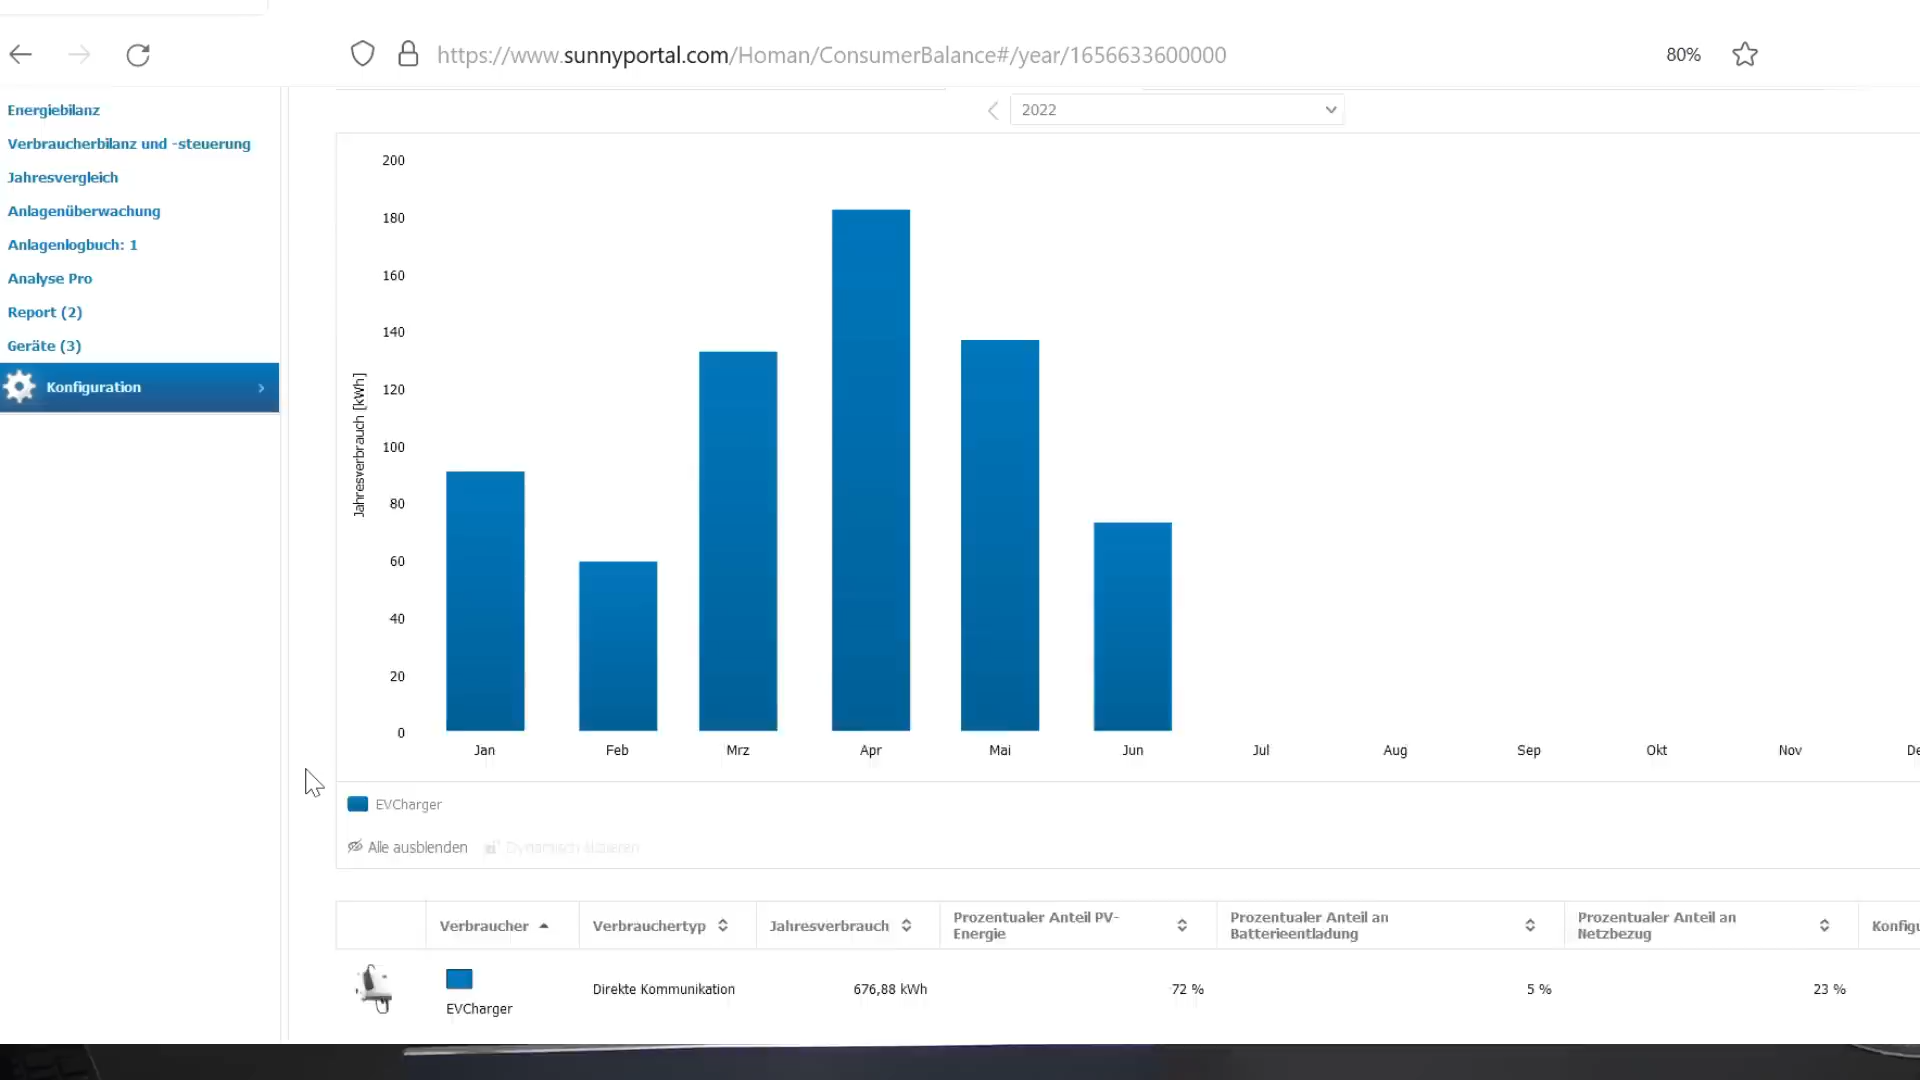 https://www.sunnyportal.com/Homan/ConsumerBalance#/year/1656633600000
80%
Energiebilanz
Verbraucherbilanz und -steuerung
Jahresvergleich
Anlagenüberwachung
Anlagenlogbuch: 1
Analyse Pro
Report (2)
Geräte (3)
Konfiguration
2022
Jahresverbrauch [kWh]
200
180
160
140
120
100
80
60
40
20
0
Jan Feb Mrz Apr Mai Jun Jul Aug Sep Okt Nov De
EVCharger
Alle ausblenden Dynamisch skalieren
Verbraucher Verbrauchertyp Jahresverbrauch Prozentualer Anteil PV- Prozentualer Anteil an Prozentualer Anteil an Konfigu
Energie Batterieentladung Netzbezug
Direkte Kommunikation 676,88 kWh 72 % 5 % 23 %
EVCharger